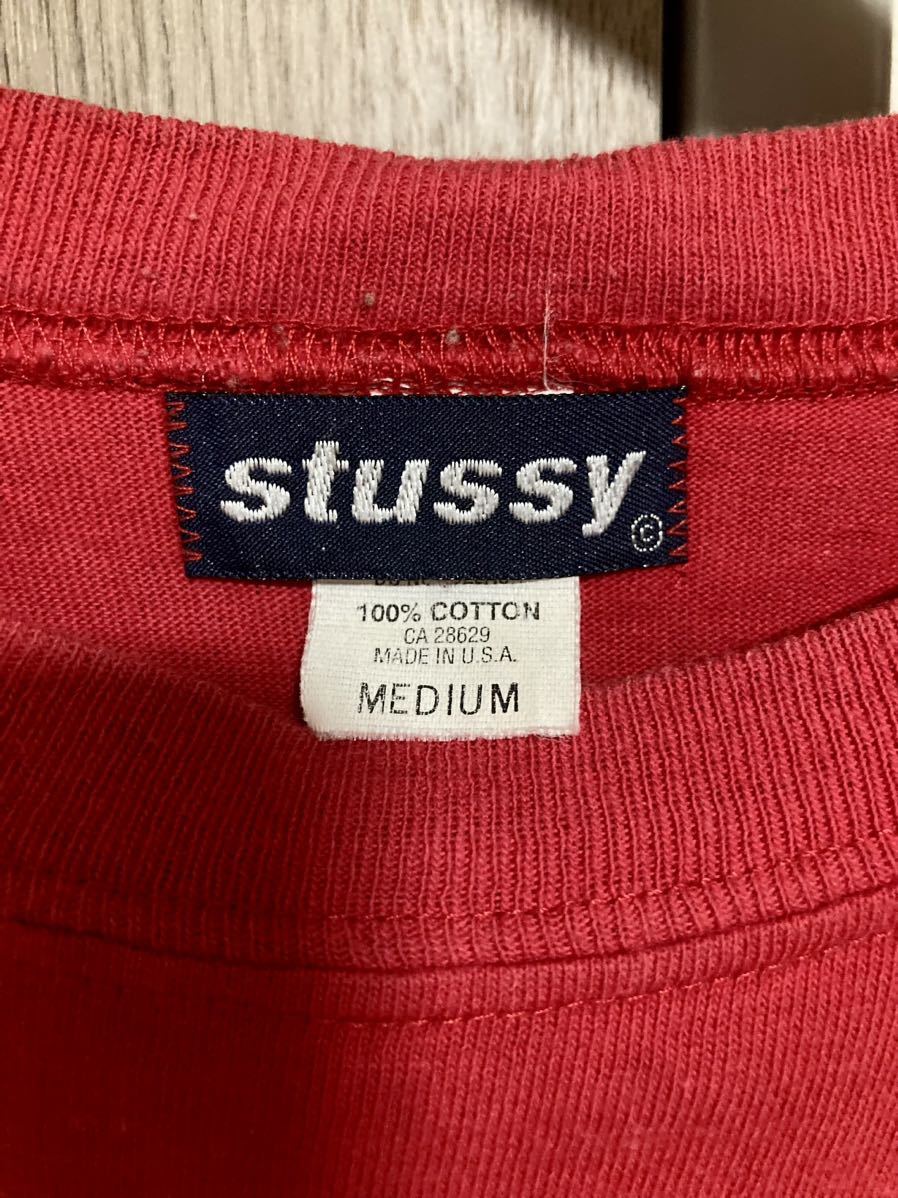 stussy
©
100% COTTON
CA 28629
MADE IN U.S.A.
MEDIUM